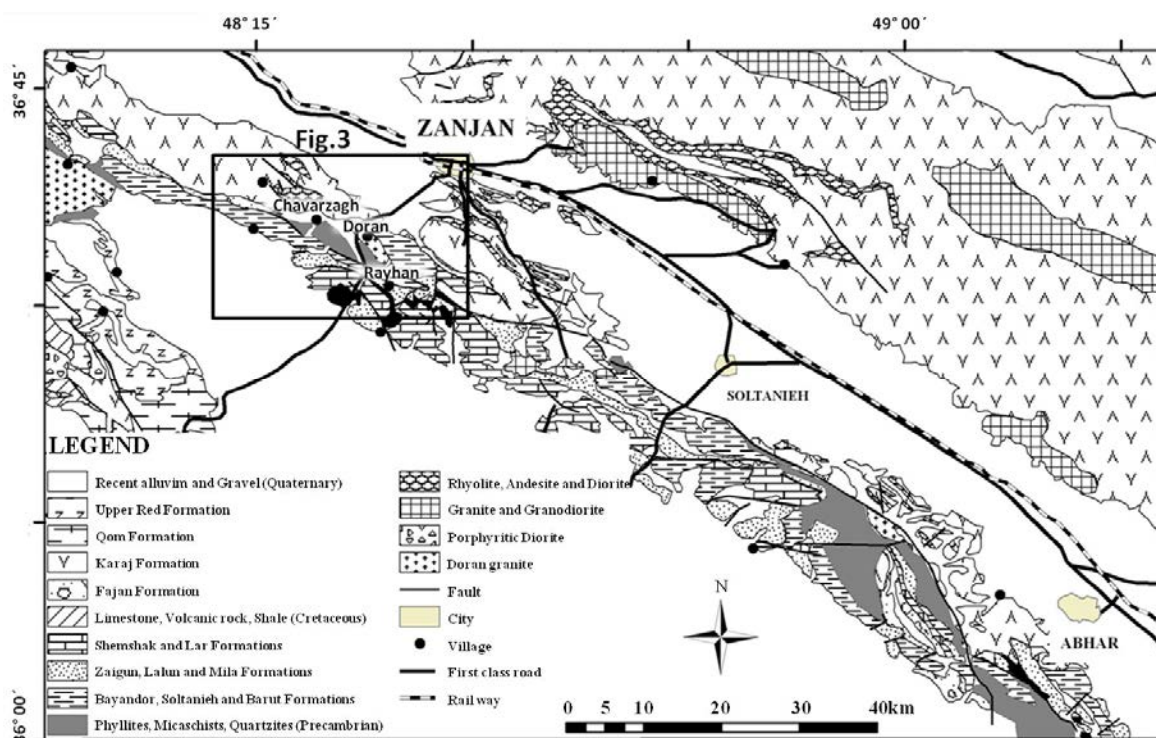 48° 15´ 49° 00´
36° 45´
ZANJAN
Fig.3
Chavarzagh
Doran
Rayhan
SOLTANIEH
ABHAR
36° 00´
LEGEND
Recent alluvim and Gravel (Quaternary)
Upper Red Formation
Qom Formation
Karaj Formation
Fajan Formation
Limestone, Volcanic rock, Shale (Cretaceous)
Shemshak and Lar Formations
Zaigun, Lalun and Mila Formations
Bayandor, Soltanieh and Barut Formations
Phyllites, Micaschists, Quartzites (Precambrian)
Rhyolite, Andesite and Diorite
Granite and Granodiorite
Porphyritic Diorite
Doran granite
Fault
City
Village
First class road
Rail way
N
0 5 10 20 30 40km